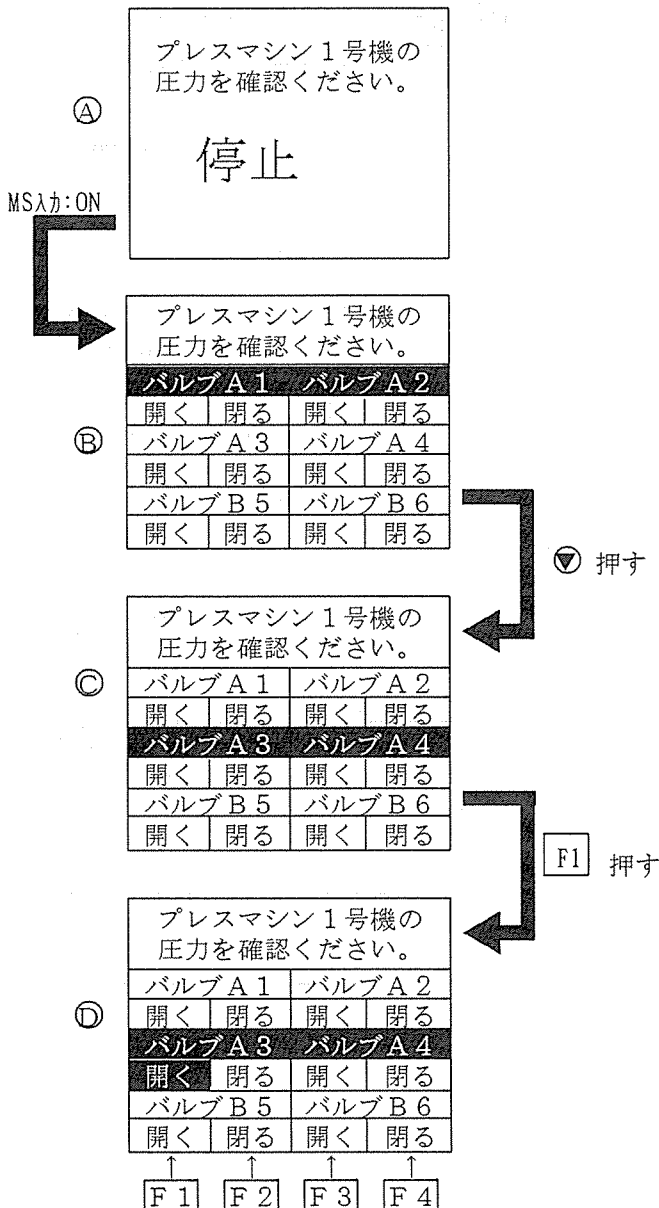 プレスマシン1号機の
圧力を確認ください。
Ⓐ
停止
MS入力:ON
プレスマシン1号機の
圧力を確認ください。
バルブA1 バルブA2
開く 閉る 開く 閉る
Ⓑ
バルブA3 バルブA4
開く 閉る 開く 閉る
バルブB5 バルブB6
開く 閉る 開く 閉る
▼ 押す
プレスマシン1号機の
圧力を確認ください。
Ⓒ
バルブA1 バルブA2
開く 閉る 開く 閉る
バルブA3 バルブA4
開く 閉る 開く 閉る
バルブB5 バルブB6
開く 閉る 開く 閉る
F1 押す
プレスマシン1号機の
圧力を確認ください。
バルブA1 バルブA2
Ⓓ
開く 閉る 開く 閉る
バルブA3 バルブA4
開く 閉る 開く 閉る
バルブB5 バルブB6
開く 閉る 開く 閉る
F1 F2 F3 F4